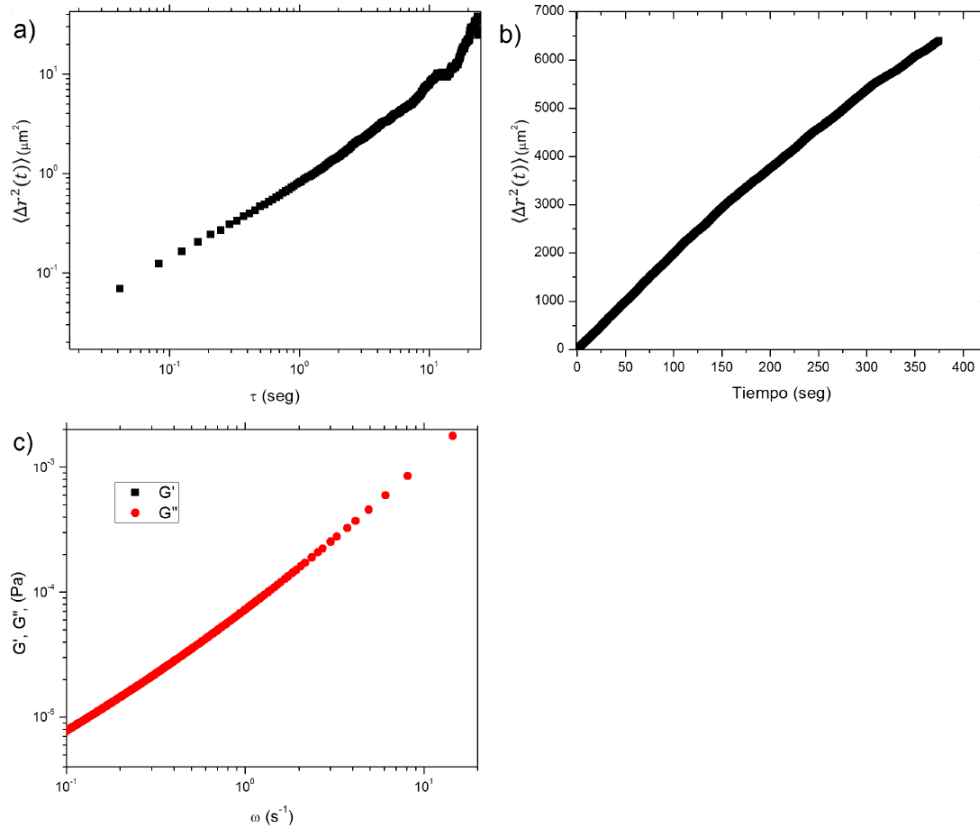 a)
⟨Δr²(t)⟩ (μm²)
10¹
10⁰
10⁻¹
10⁻¹
10⁰
10¹
τ (seg)
b)
⟨Δr²(t)⟩ (μm²)
7000
6000
5000
4000
3000
2000
1000
0
0
50
100
150
200
250
300
350
400
Tiempo (seg)
c)
G'
G"
G', G", (Pa)
10⁻³
10⁻⁴
10⁻⁵
10⁻¹
10⁰
10¹
ω (s⁻¹)